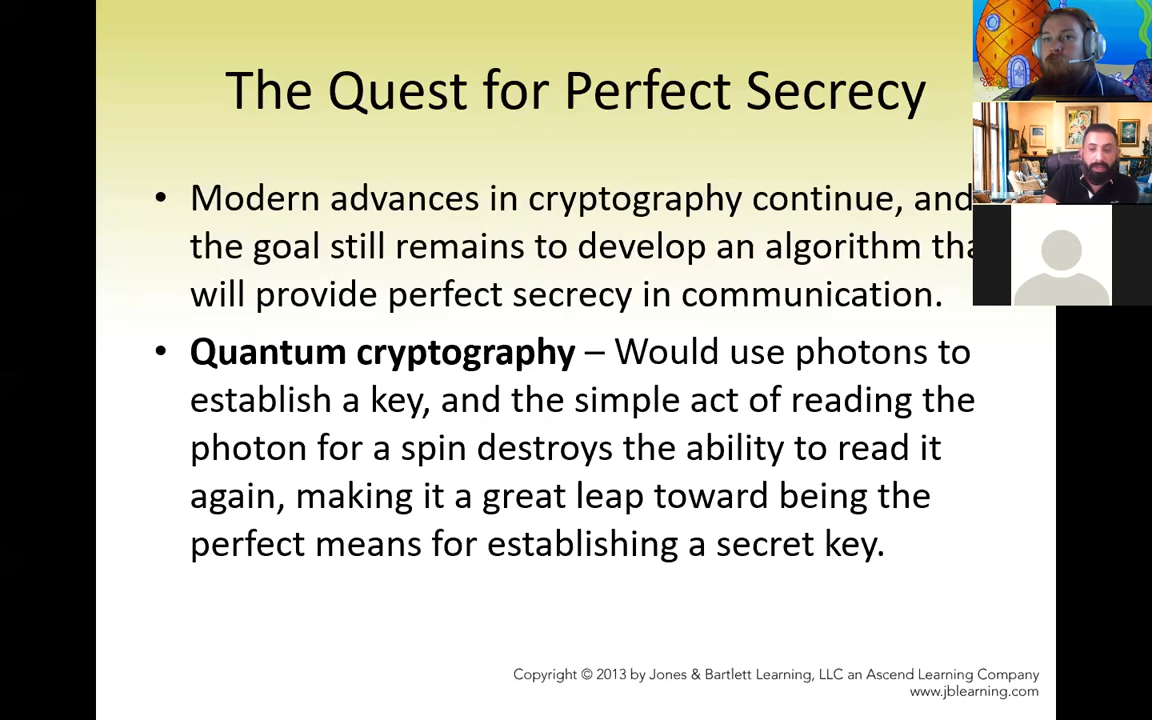 The Quest for Perfect Secrecy
• Modern advances in cryptography continue, and
the goal still remains to develop an algorithm
will provide perfect secrecy in communication.
• Quantum cryptography – Would use photons to
establish a key, and the simple act of reading the
photon for a spin destroys the ability to read it
again, making it a great leap toward being the
perfect means for establishing a secret key.
Copyright © 2013 by Jones & Bartlett Learning, LLC an Ascend Learning Company
www.jblearning.com